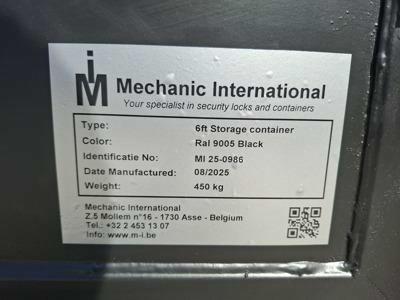 iM Mechanic International
Your specialist in security locks and containers
Type: 6ft Storage container
Color: Ral 9005 Black
Identificatie No: MI 25-0986
Date Manufactured: 08/2025
Weight: 450 kg
Mechanic International
Z.5 Mollem n°16 - 1730 Asse - Belgium
Tel.: +32 2 453 13 07
Info: www.m-i.be